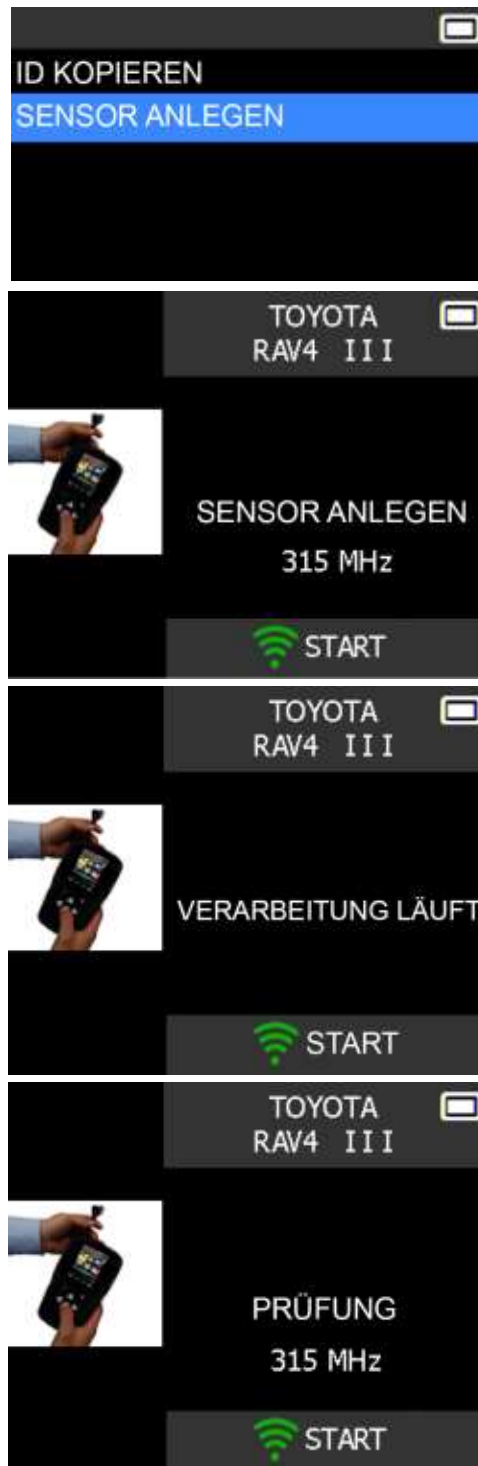 ID KOPIEREN
SENSOR ANLEGEN
TOYOTA
RAV4 III
SENSOR ANLEGEN
315 MHz
START
TOYOTA
RAV4 III
VERARBEITUNG LÄUFT
START
TOYOTA
RAV4 III
PRÜFUNG
315 MHz
START